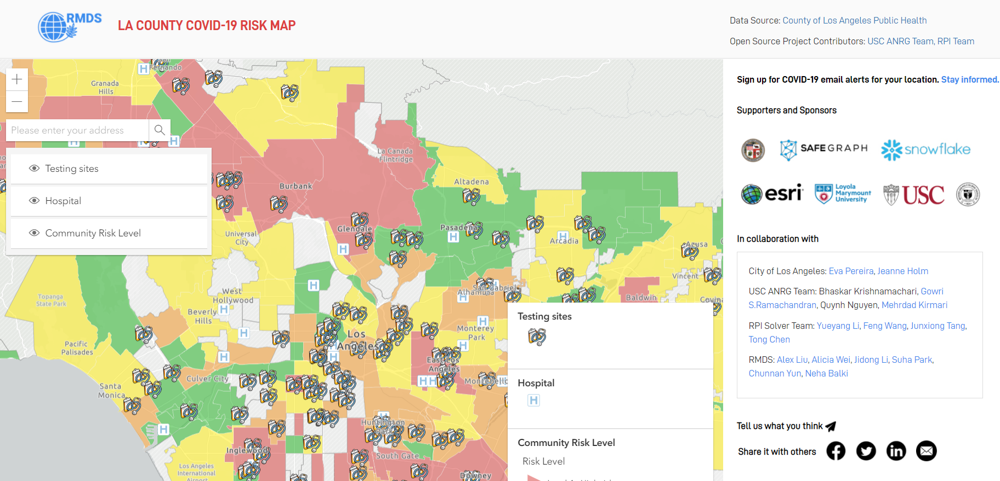 RMDS
LA COUNTY COVID-19 RISK MAP
Data Source: County of Los Angeles Public Health
Open Source Project Contributors: USC ANRG Team, RPI Team
Fernando
Granada
Hills
Please enter your address
Testing sites
Hospital
Community Risk Level
La Canada
Flintridge
Burbank
Altadena
Glendale
Pasadena
Universal
City
Arcadia
Azusa
Vincent
West
Hollywood
Topanga
State Park
Beverly
Hills
Alhambra
San Gabriel
Baldwin
Covina
Los
Angeles
Monterey
Park
Pacific
Palisades
East Los
Angeles
Culver City
Montebello
Santa
Monica
Huntington
Park
Inglewood
South Gate
Los Angeles
International
Airport
Downey
Testing sites
Hospital
H
Community Risk Level
Risk Level
Sign up for COVID-19 email alerts for your location. Stay informed.
Supporters and Sponsors
SAFEGRAPH
snowflake
esri
Loyola
Marymount
University
USC
In collaboration with
City of Los Angeles: Eva Pereira, Jeanne Holm
USC ANRG Team: Bhaskar Krishnamachari, Gowri
S.Ramachandran, Quynh Nguyen, Mehrdad Kirmari
RPI Solver Team: Yueyang Li, Feng Wang, Junxiong Tang,
Tong Chen
RMDS: Alex Liu, Alicia Wei, Jidong Li, Suha Park,
Chunnan Yun, Neha Balki
Tell us what you think
Share it with others